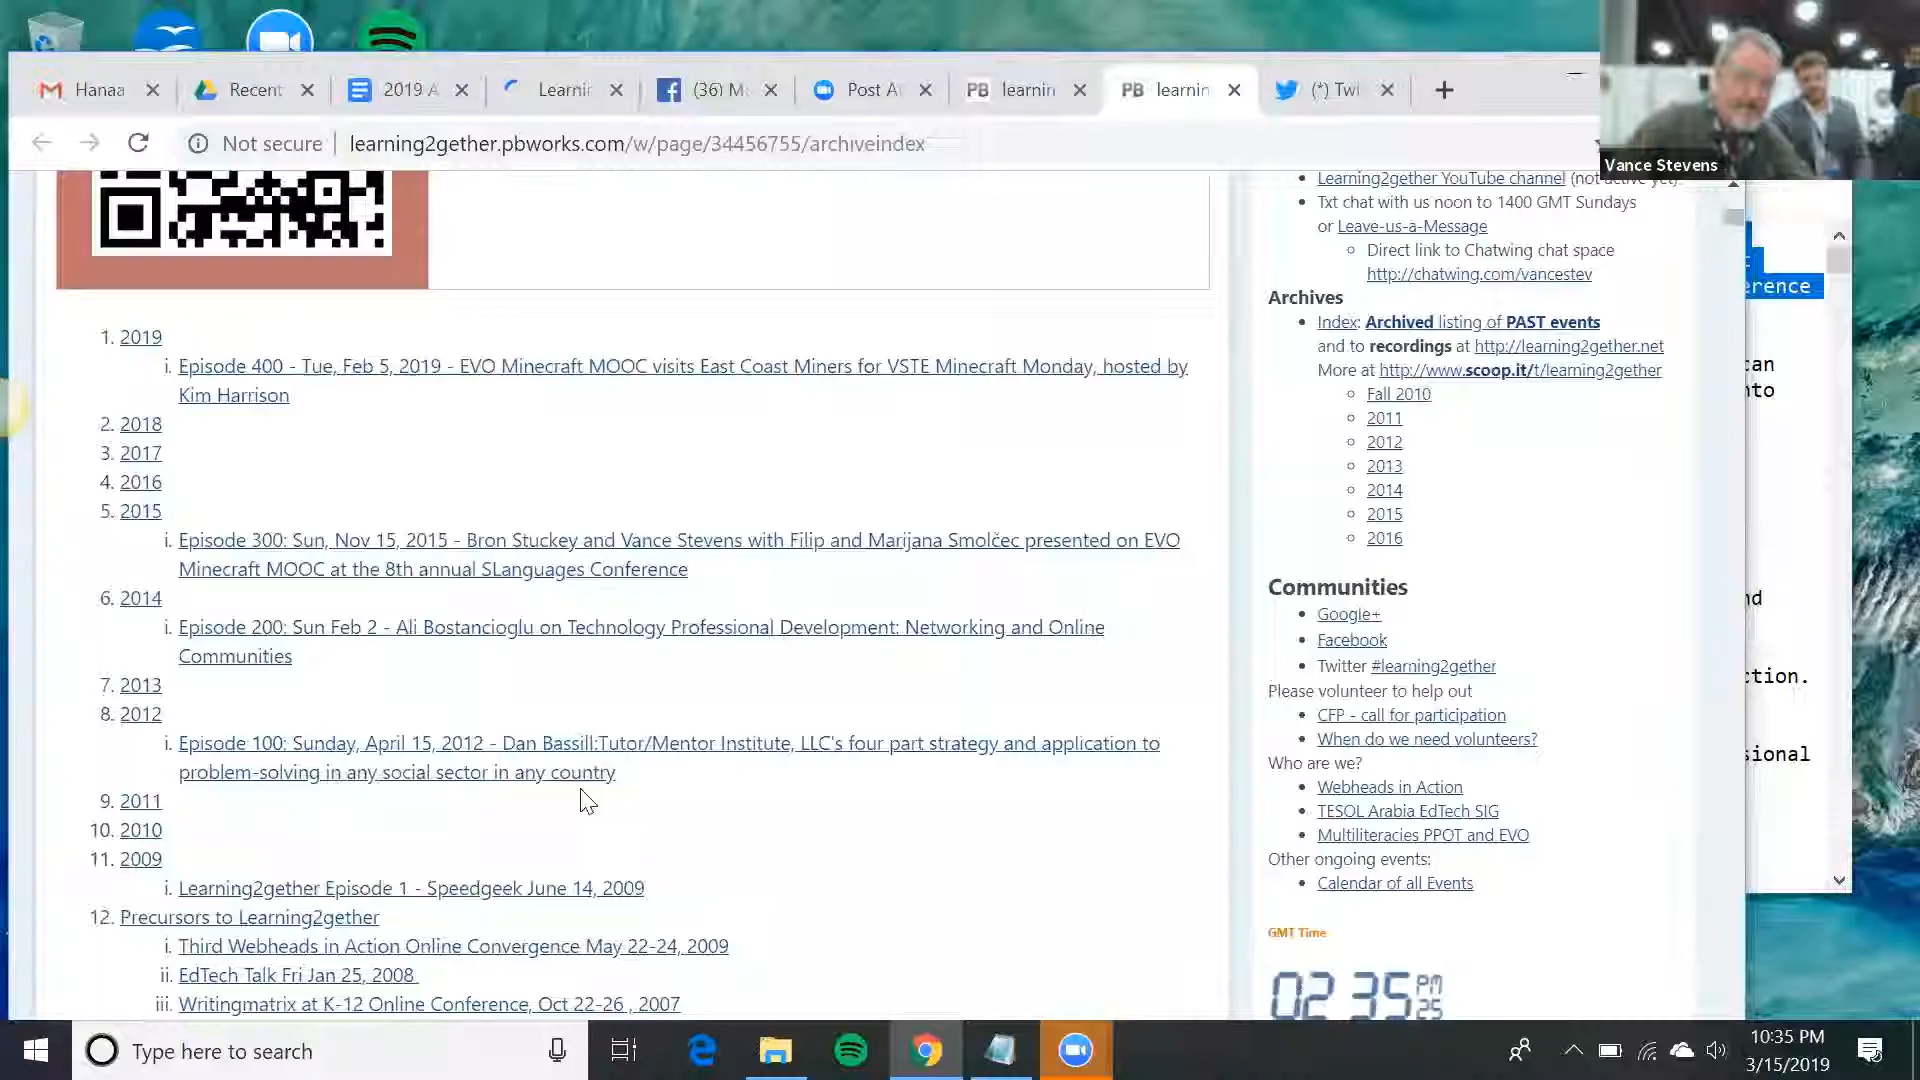 Hanaa
Recent
2019 A
Learnin
(36) M
Post A
PB learnin
PB learnin
(*) Twi
Not secure
learning2gether.pbworks.com/w/page/34456755/archiveindex
Vance Stevens
1. 2019
i. Episode 400 - Tue, Feb 5, 2019 - EVO Minecraft MOOC visits East Coast Miners for VSTE Minecraft Monday, hosted by
Kim Harrison
2. 2018
3. 2017
4. 2016
5. 2015
i. Episode 300: Sun, Nov 15, 2015 - Bron Stuckey and Vance Stevens with Filip and Marijana Smolčec presented on EVO
Minecraft MOOC at the 8th annual SLanguages Conference
6. 2014
i. Episode 200: Sun Feb 2 - Ali Bostancioglu on Technology Professional Development: Networking and Online
Communities
7. 2013
8. 2012
i. Episode 100: Sunday, April 15, 2012 - Dan Bassill:Tutor/Mentor Institute, LLC's four part strategy and application to
problem-solving in any social sector in any country
9. 2011
10. 2010
11. 2009
i. Learning2gether Episode 1 - Speedgeek June 14, 2009
12. Precursors to Learning2gether
i. Third Webheads in Action Online Convergence May 22-24, 2009
ii. EdTech Talk Fri Jan 25, 2008
iii. Writingmatrix at K-12 Online Conference, Oct 22-26 , 2007
Learning2gether YouTube channel (not active yet)
Txt chat with us noon to 1400 GMT Sundays
or Leave-us-a-Message
Direct link to Chatwing chat space
http://chatwing.com/vancestev
Archives
Index: Archived listing of PAST events
and to recordings at http://learning2gether.net
More at http://www.scoop.it/t/learning2gether
Fall 2010
2011
2012
2013
2014
2015
2016
Communities
Google+
Facebook
Twitter #learning2gether
Please volunteer to help out
CFP - call for participation
When do we need volunteers?
Who are we?
Webheads in Action
TESOL Arabia EdTech SIG
Multiliteracies PPOT and EVO
Other ongoing events:
Calendar of all Events
GMT Time
02 35 PM 25
erence
can
nto
nd
ction.
sional
Type here to search
10:35 PM
3/15/2019